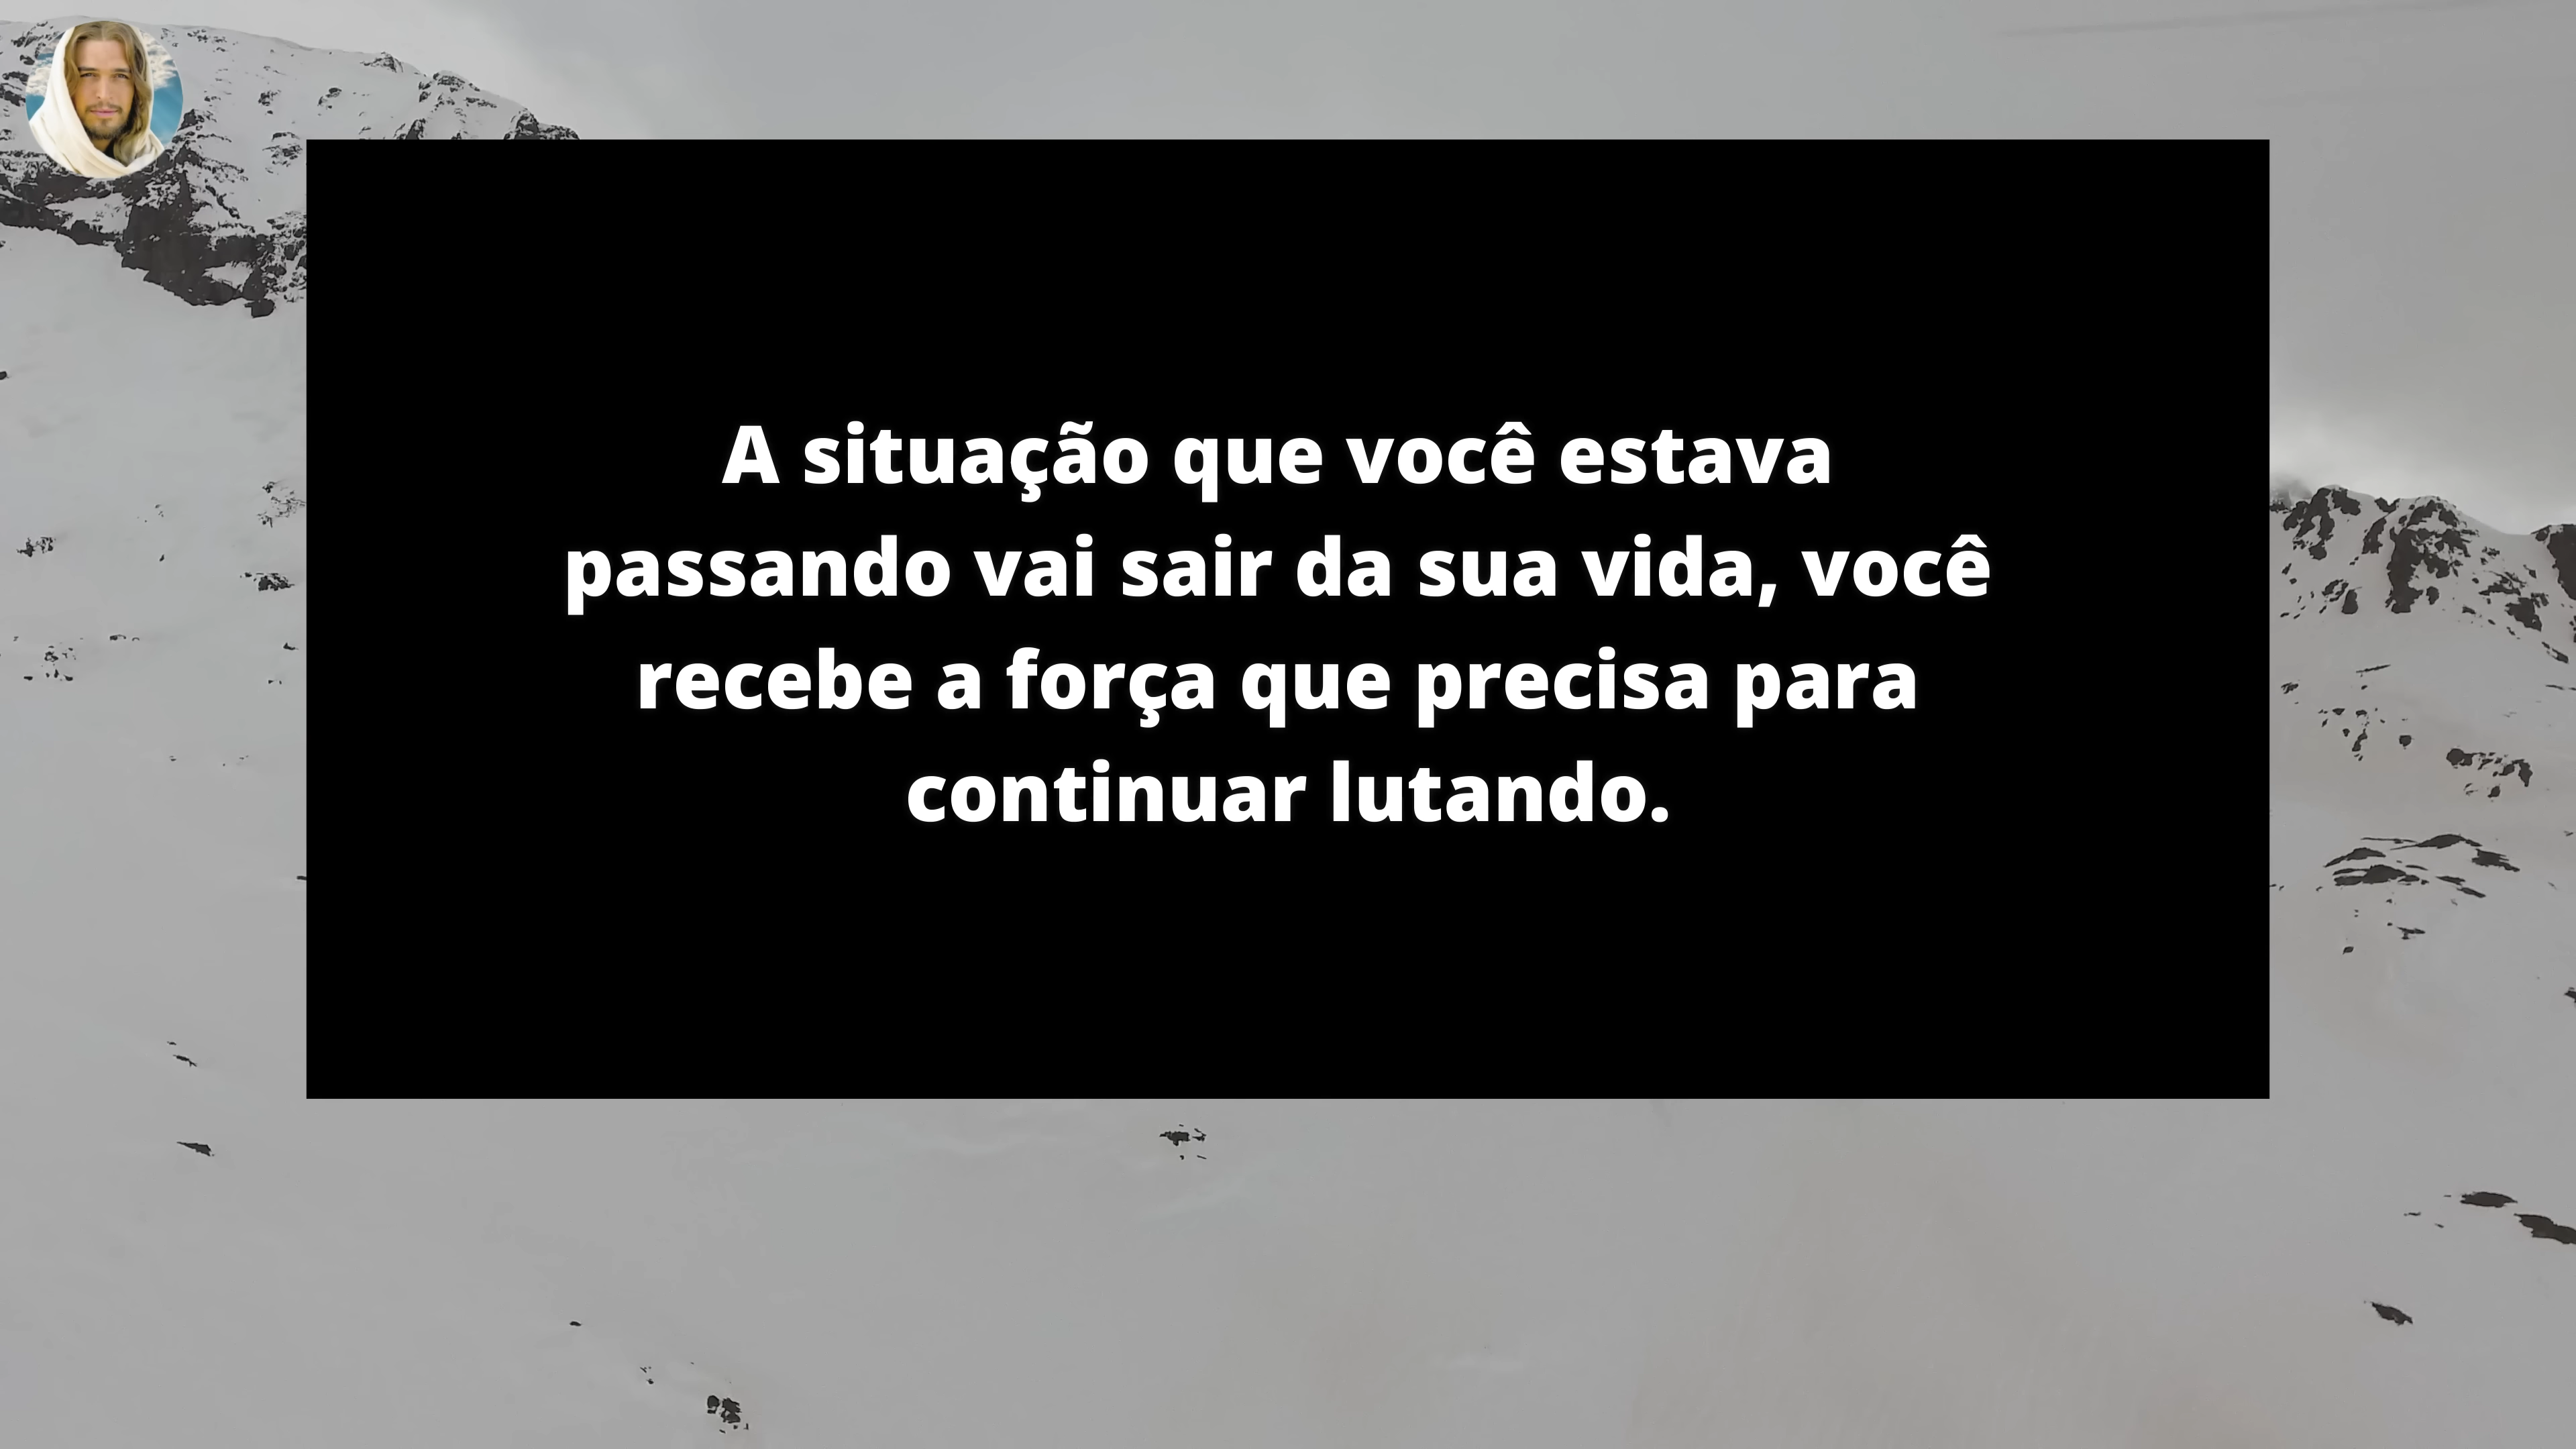 A situação que você estava
passando vai sair da sua vida, você
recebe a força que precisa para
continuar lutando.